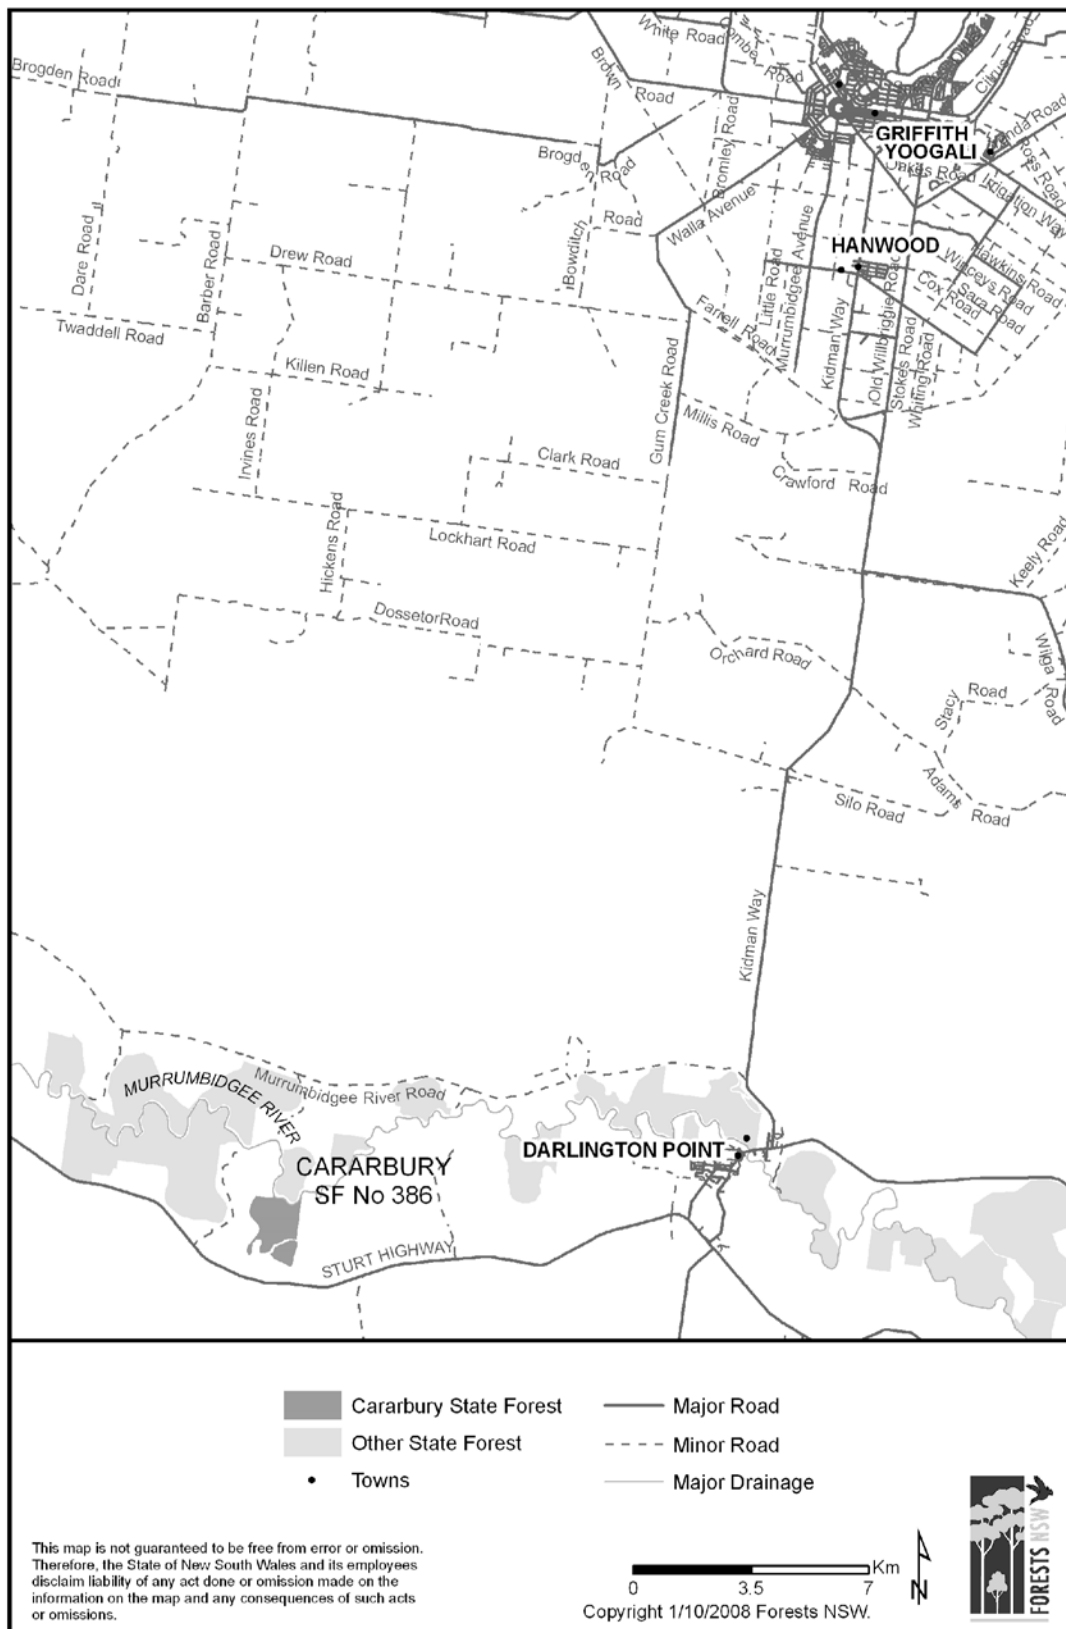 White Road
Combe Road
Citrus Road
Brogden Road
Brown Road
GRIFFITH
YOOGALI
Ross Road
Brogden Road
Bromley Road
Oakes Road
Irrigation Way
Walla Avenue
Bowditch Road
HANWOOD
Dare Road
Barber Road
Drew Road
Hawkins Road
Winceys Road
Sara Road
Cox Road
Little Road
Murrumbidgee Avenue
Farrell Road
Kidman Way
Old Willbriggie Road
Stokes Road
Whiting Road
Twaddell Road
Killen Road
Gum Creek Road
Irvines Road
Millis Road
Clark Road
Crawford Road
Hickens Road
Lockhart Road
Keely Road
Dossetor Road
Orchard Road
Wilga Road
Stacy Road
Adams Road
Silo Road
Kidman Way
MURRUMBIDGEE RIVER
Murrumbidgee River Road
DARLINGTON POINT
CARARBURY
SF No 386
STURT HIGHWAY
Cararbury State Forest
Other State Forest
Towns
Major Road
Minor Road
Major Drainage
This map is not guaranteed to be free from error or omission.
Therefore, the State of New South Wales and its employees
disclaim liability of any act done or omission made on the
information on the map and any consequences of such acts
or omissions.
Km
0 3.5 7
Copyright 1/10/2008 Forests NSW.
N
FORESTS NSW